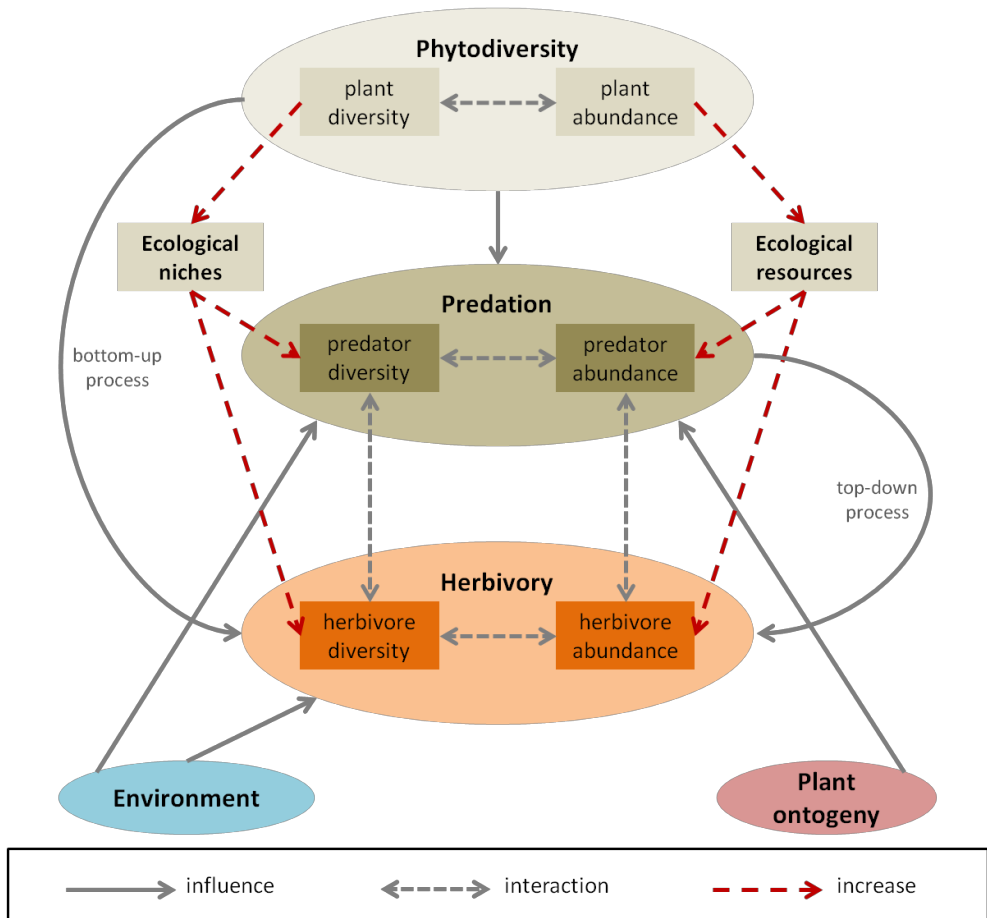 Phytodiversity
plant
diversity
plant
abundance
Ecological
niches
Ecological
resources
Predation
predator
diversity
predator
abundance
bottom-up
process
top-down
process
Herbivory
herbivore
diversity
herbivore
abundance
Environment
Plant
ontogeny
influence
interaction
increase